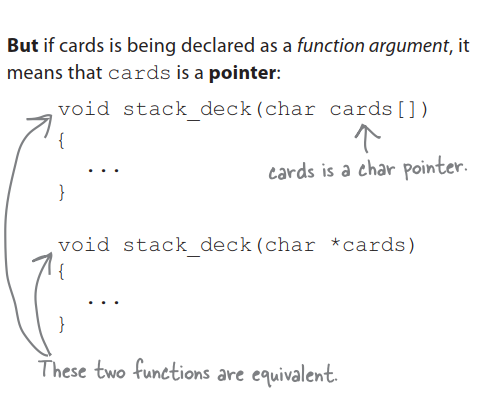 But if cards is being declared as a function argument, it
means that cards is a pointer:
void stack_deck(char cards[])
{
...
}
cards is a char pointer.
void stack_deck(char *cards)
{
...
}
These two functions are equivalent.